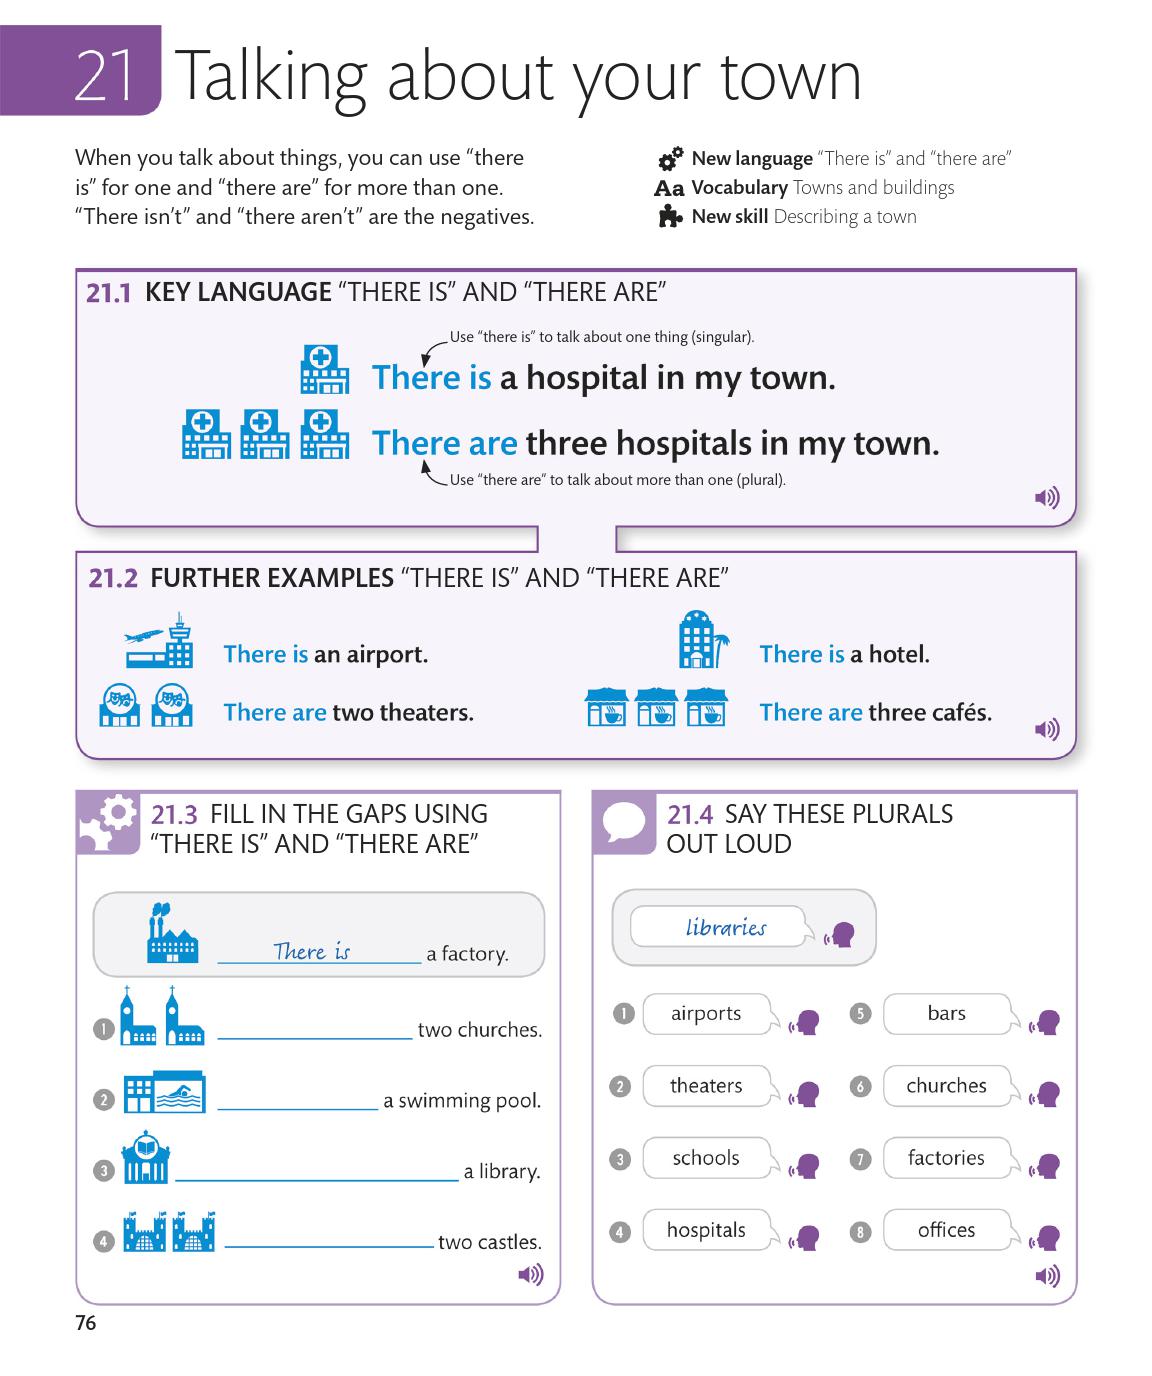 21 Talking about your town
When you talk about things, you can use “there
is” for one and “there are” for more than one.
“There isn’t” and “there aren’t” are the negatives.
New language “There is” and “there are”
Aa Vocabulary Towns and buildings
New skill Describing a town
21.1 KEY LANGUAGE “THERE IS” AND “THERE ARE”
Use “there is” to talk about one thing (singular).
There is a hospital in my town.
There are three hospitals in my town.
Use “there are” to talk about more than one (plural).
21.2 FURTHER EXAMPLES “THERE IS” AND “THERE ARE”
There is an airport.
There is a hotel.
There are two theaters.
There are three cafés.
21.3 FILL IN THE GAPS USING
“THERE IS” AND “THERE ARE”
There is a factory.
1 two churches.
2 a swimming pool.
3 a library.
4 two castles.
21.4 SAY THESE PLURALS
OUT LOUD
libraries
1 airports
2 theaters
3 schools
4 hospitals
5 bars
6 churches
7 factories
8 offices
76